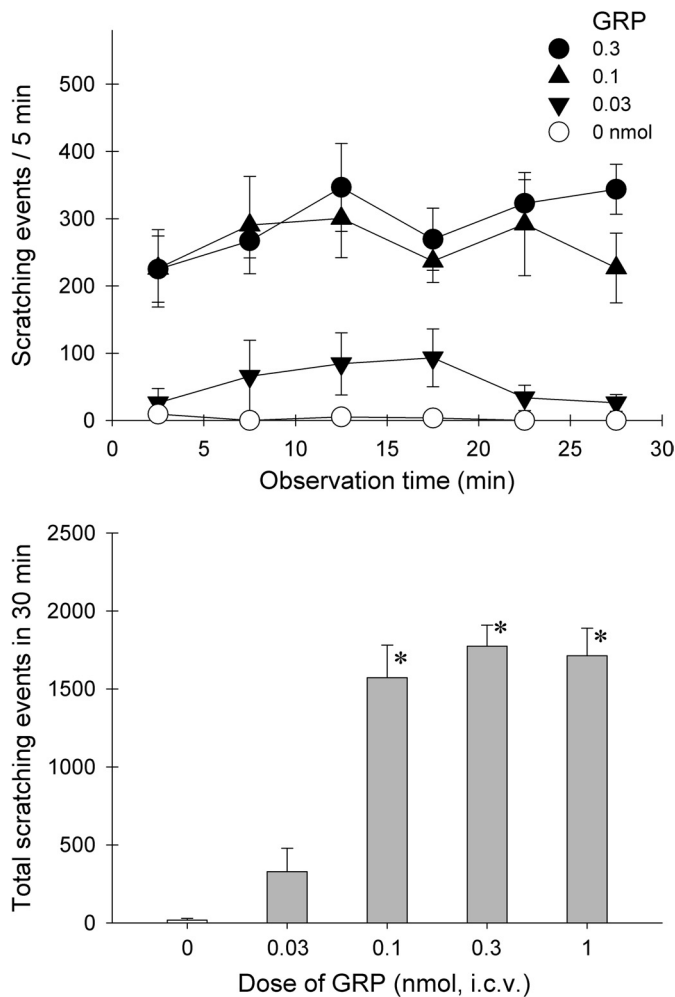 GRP
0.3
0.1
0.03
0 nmol
Scratching events / 5 min
500
400
300
200
100
0
0 5 10 15 20 25 30
Observation time (min)
Total scratching events in 30 min
2500
2000
1500
1000
500
0
* * *
0 0.03 0.1 0.3 1
Dose of GRP (nmol, i.c.v.)